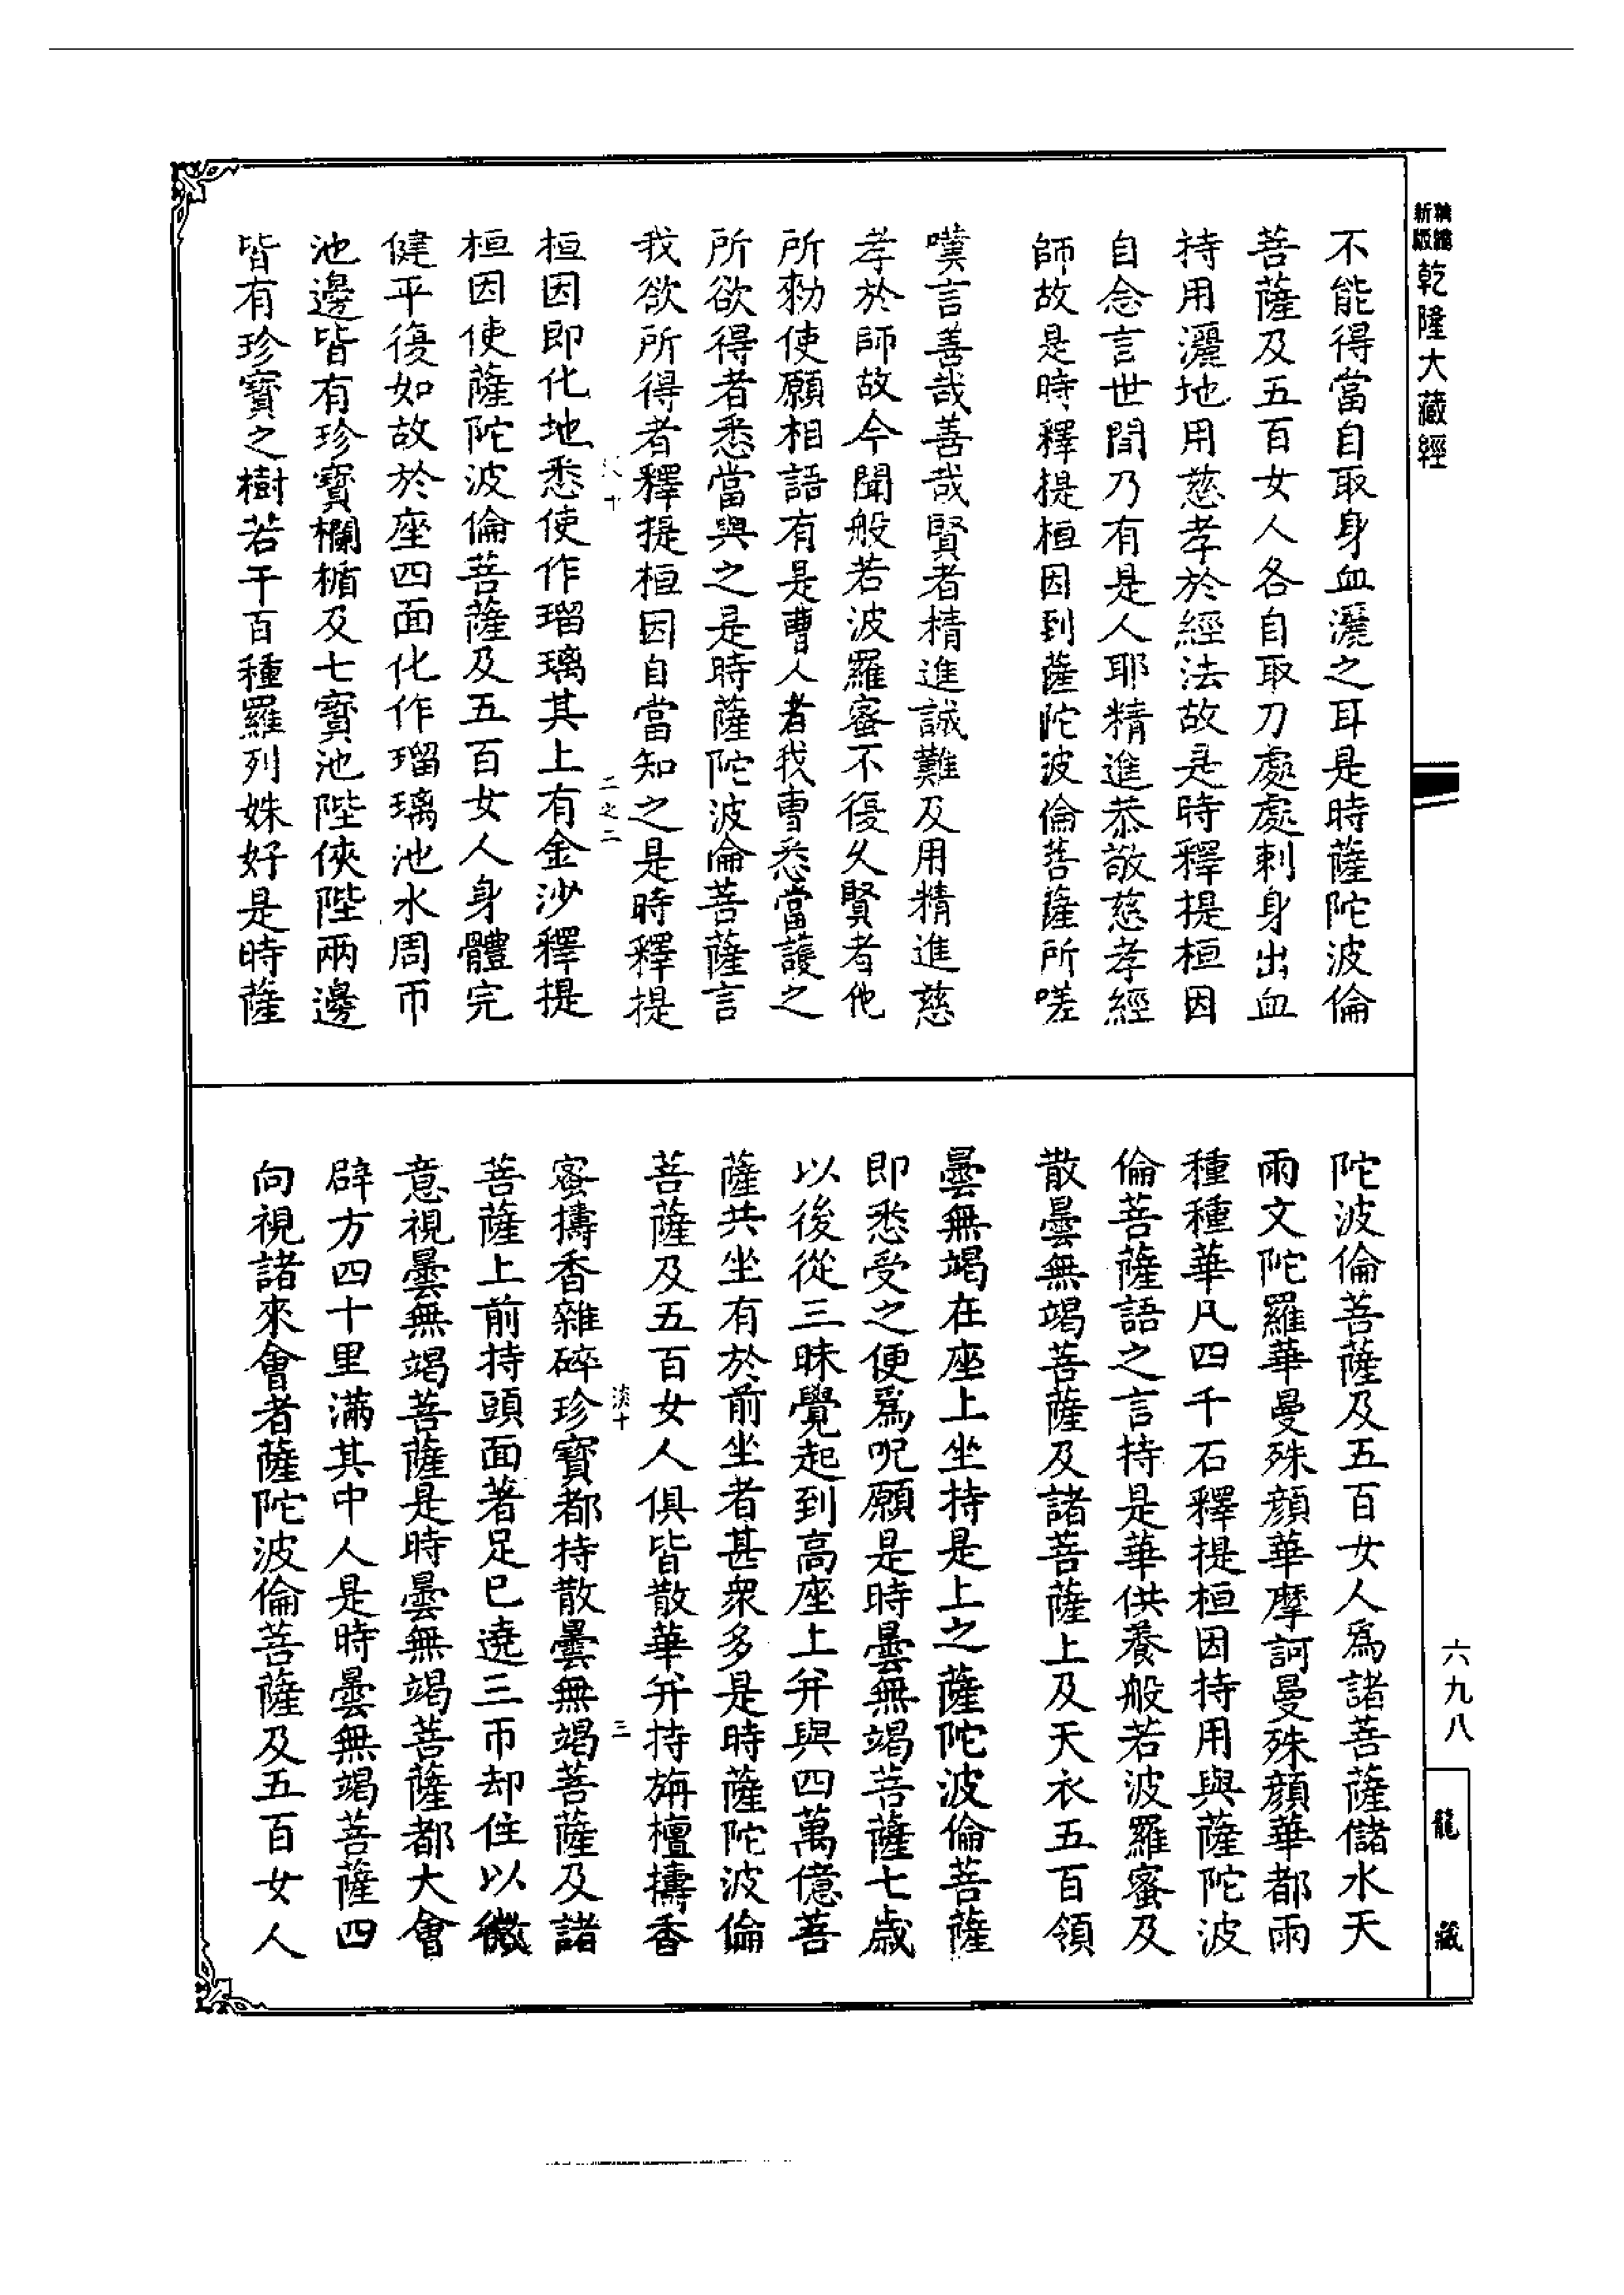 新版
精縮
乾隆大藏經
不能得當自取身血灑之耳是時薩陀波倫
菩薩及五百女人各自取刀處處刺身出血
持用灑地用慈孝於經法故是時釋提桓因
自念言世間乃有是人耶精進恭敬慈孝經
師故是時釋提桓因到薩陀波倫菩薩所嗟
嘆言善哉善哉賢者精進誠難及用精進慈
孝於師故今聞般若波羅蜜不復久賢者他
所勑使願相語有是曹人者我曹悉當護之
所欲得者悉當與之是時薩陀波倫菩薩言
我欲所得者釋提桓因自當知之是時釋提
二之二
桓因即化地悉使作瑠璃其上有金沙釋提
桓因使薩陀波倫菩薩及五百女人身體完
健平復如故於座四面化作瑠璃池水周帀
池邊皆有珍寶欄楯及七寶池陛俠陛兩邊
皆有珍寶之樹若干百種羅列姝好是時薩
陀波倫菩薩及五百女人爲諸菩薩儲水天
雨文陀羅華曼殊顔華摩訶曼殊顔華都雨
種種華凡四千石釋提桓因持用與薩陀波
倫菩薩語之言持是華供養般若波羅蜜及
散曇無竭菩薩及諸菩薩上及天衣五百領
曇無竭在座上坐持是上之薩陀波倫菩薩
即悉受之便爲呪願是時曇無竭菩薩七歲
以後從三昧覺起到高座上并與四萬億菩
薩共坐有於前坐者甚衆多是時薩陀波倫
菩薩及五百女人俱皆散華并持旃檀擣香
淡十
三
蜜擣香雜碎珍寶都持散曇無竭菩薩及諸
菩薩上前持頭面著足已遶三帀却住以微
意視曇無竭菩薩是時曇無竭菩薩都大會
辟方四十里滿其中人是時曇無竭菩薩四
向視諸來會者薩陀波倫菩薩及五百女人
六九八
龍藏